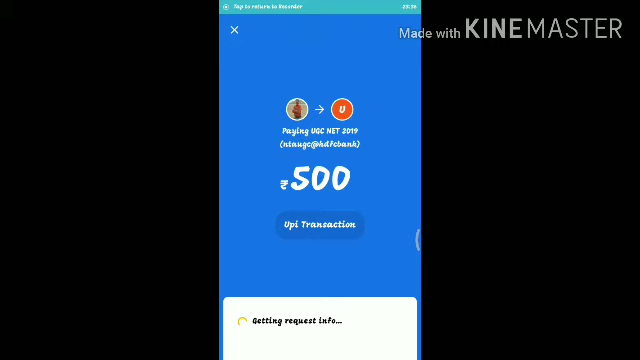 Tap to return to Recorder
Made with KINEMASTER
U
Paying UGC NET 2019
(ntaugc@hdfcbank)
₹500
Upi Transaction
Getting request info...